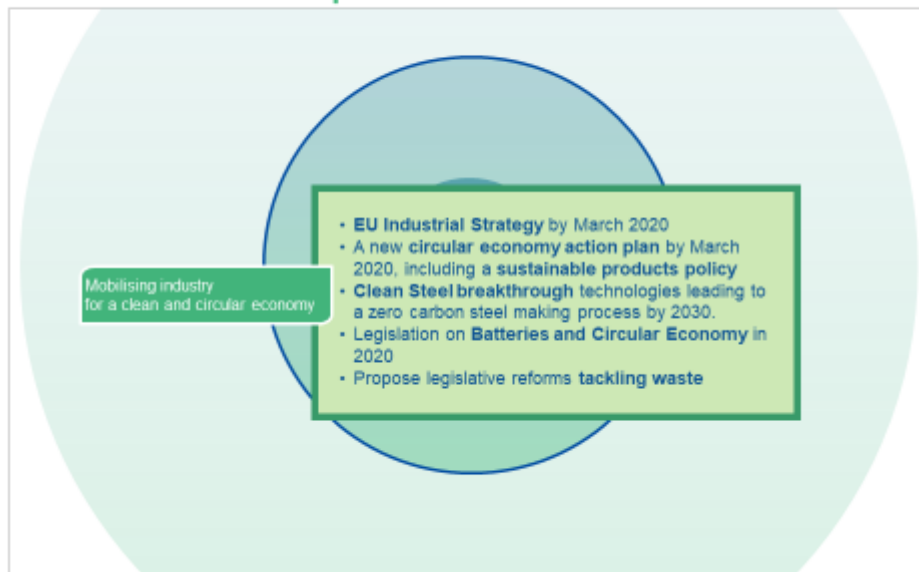 Mobilising industry
for a clean and circular economy
• EU Industrial Strategy by March 2020
• A new circular economy action plan by March
2020, including a sustainable products policy
• Clean Steel breakthrough technologies leading to
a zero carbon steel making process by 2030.
• Legislation on Batteries and Circular Economy in
2020
• Propose legislative reforms tackling waste